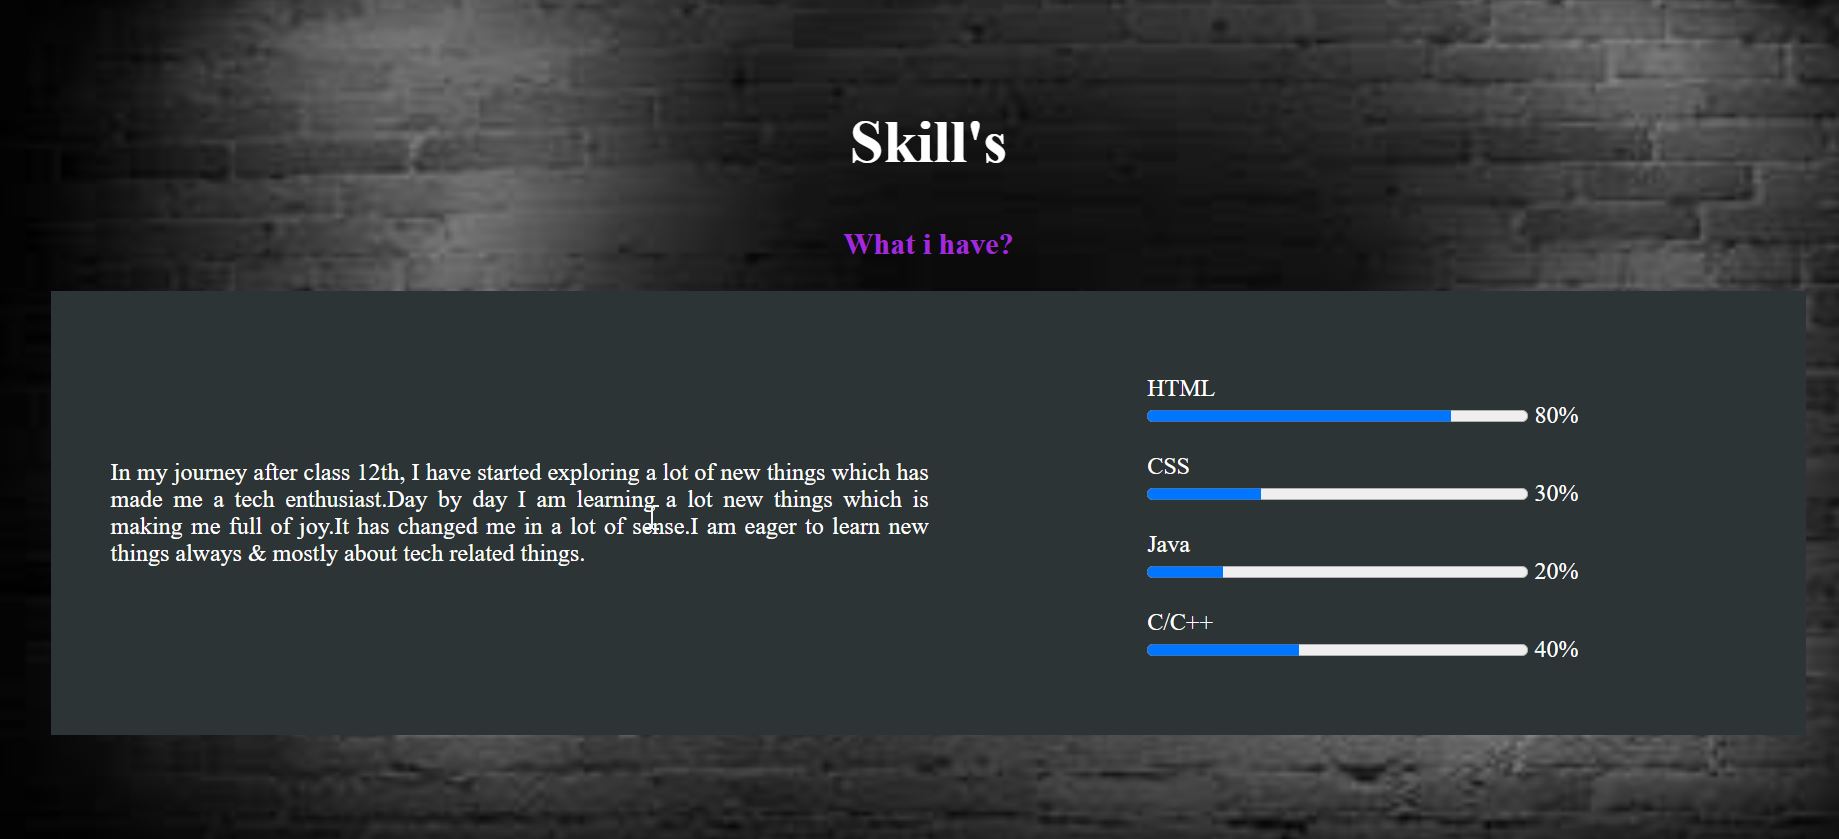 Skill's
What i have?
In my journey after class 12th, I have started exploring a lot of new things which has
made me a tech enthusiast.Day by day I am learning a lot new things which is
making me full of joy.It has changed me in a lot of sense.I am eager to learn new
things always & mostly about tech related things.
HTML
80%
CSS
30%
Java
20%
C/C++
40%